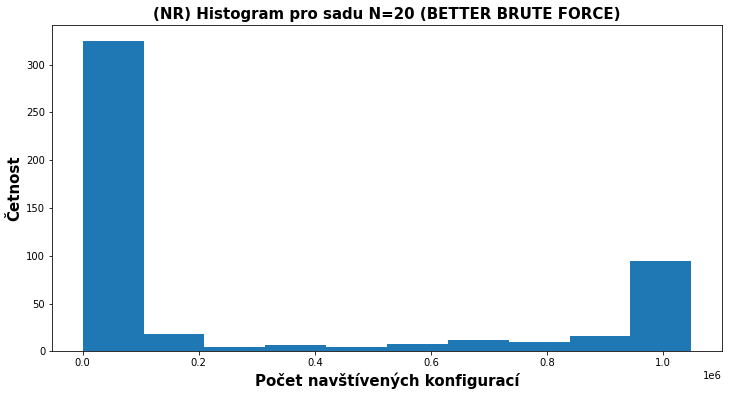 (NR) Histogram pro sadu N=20 (BETTER BRUTE FORCE)
Četnost
300
250
200
150
100
50
0
0.0 0.2 0.4 0.6 0.8 1.0
1e6
Počet navštívených konfigurací